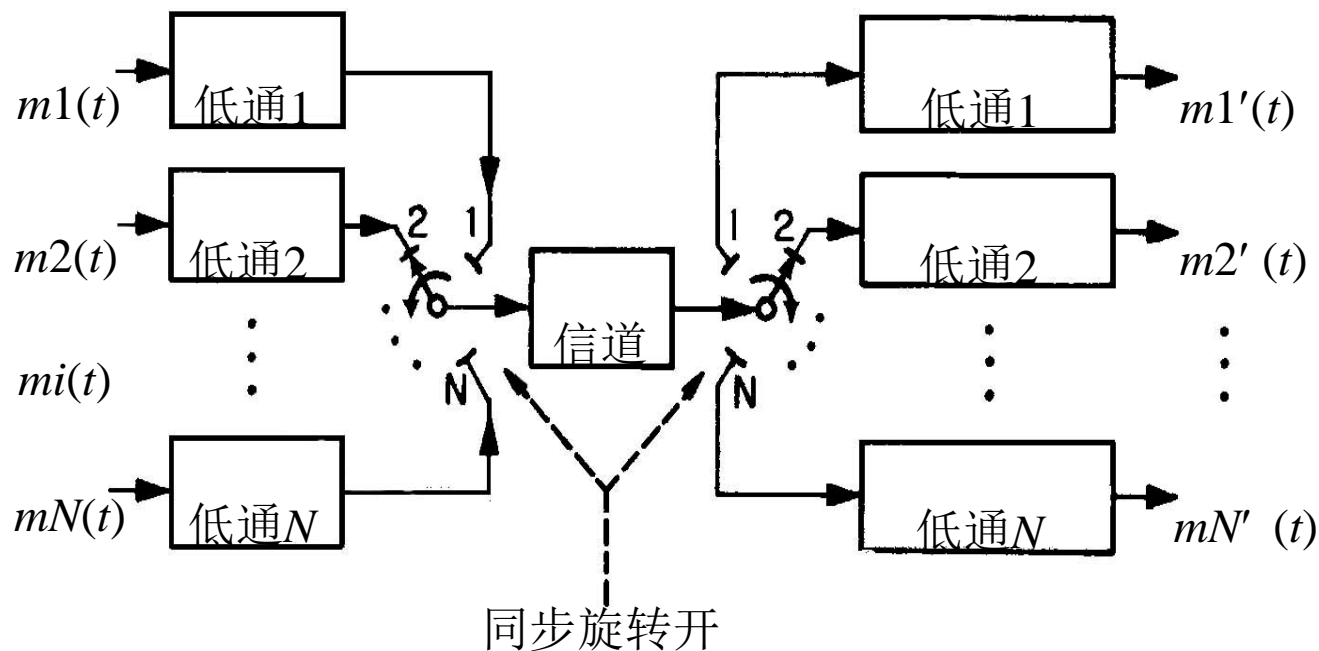 低通1
低通1
m1(t)
m1'(t)
2
1
1
2
低通2
低通2
m2(t)
m2' (t)
信道
mi(t)
N
N
低通N
低通N
mN(t)
mN' (t)
同步旋转开